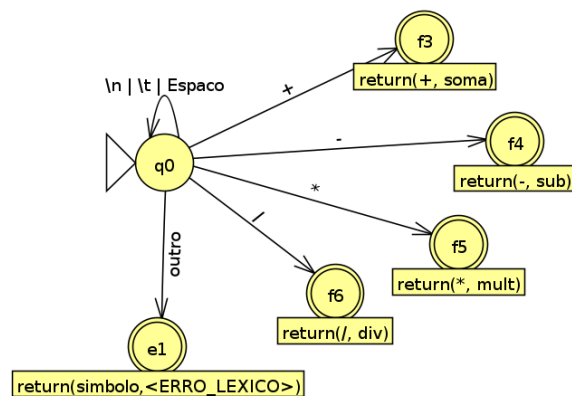 f3
return(+, soma)
\n | \t | Espaco
+
-
f4
return(-, sub)
q0
*
f5
return(*, mult)
/
f6
return(/, div)
outro
e1
return(simbolo,<ERRO_LEXICO>)